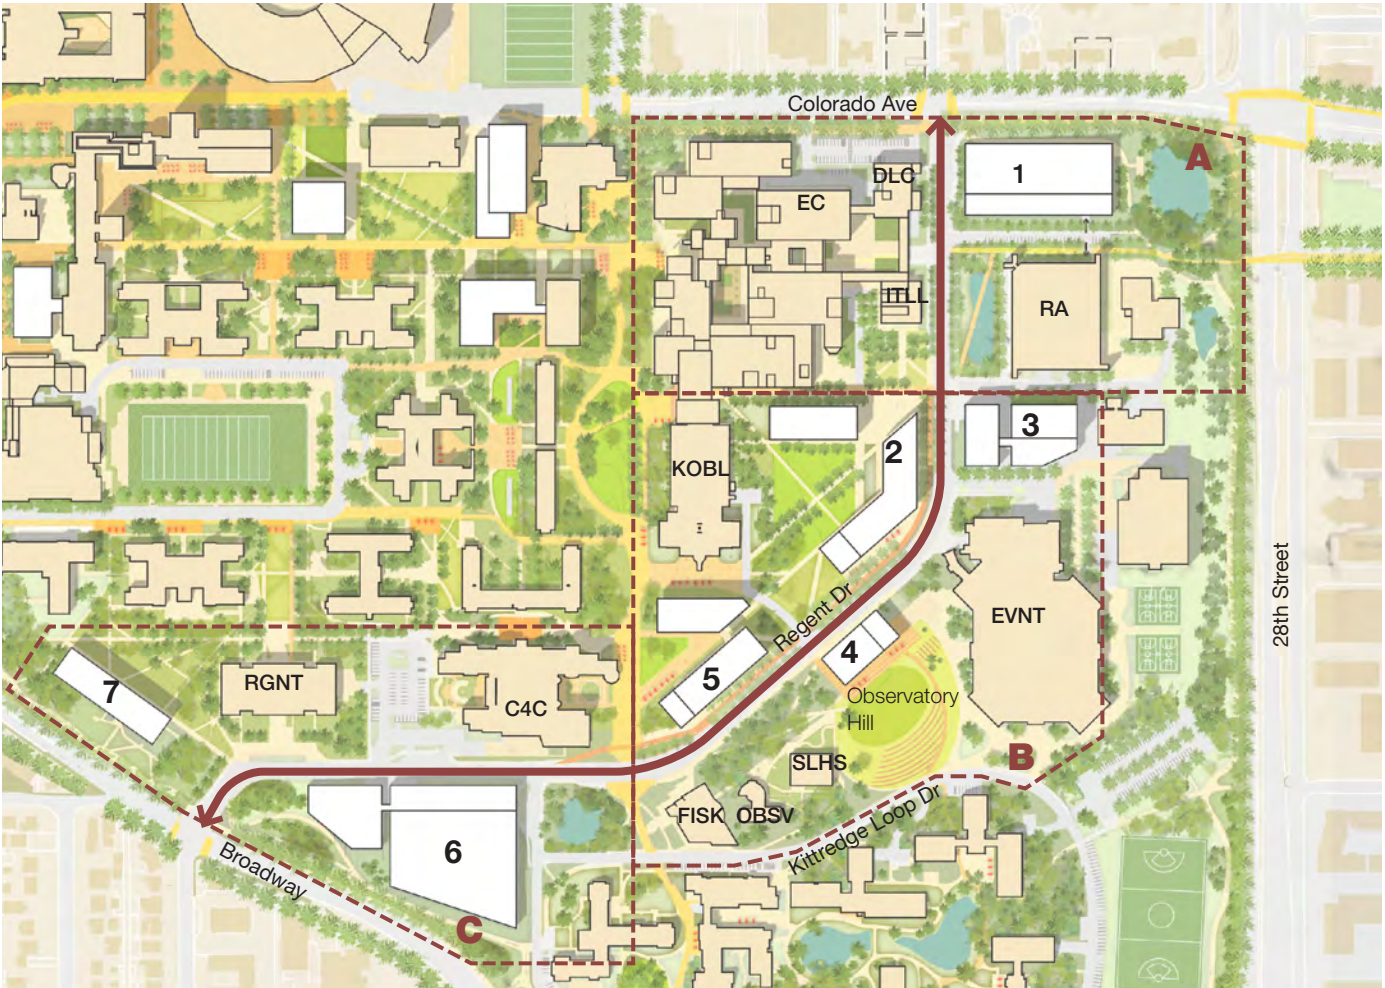 Colorado Ave
A
DLC
1
EC
ITLL
RA
3
2
KOBL
28th Street
Regent Dr
EVNT
4
5
7
RGNT
C4C
Observatory
Hill
B
SLHS
FISK
OBSV
Kittredge Loop Dr
6
Broadway
C